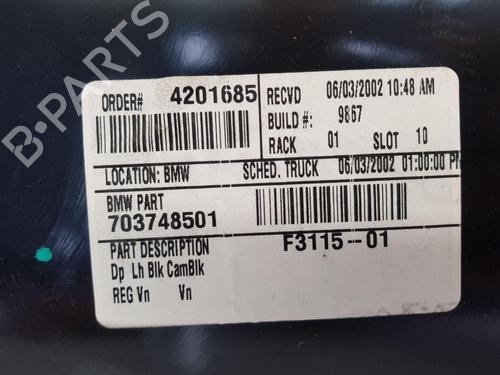 ORDER# 4201685
RECVD 06/03/2002 10:48 AM
BUILD #: 9867
RACK 01 SLOT 10
LOCATION: BMW SCHED. TRUCK 06/03/2002 01:00:00 PM
BMW PART
703748501
F3115--01
PART DESCRIPTION
Dp Lh Blk CamBlk
REG Vn Vn
B-PARTS